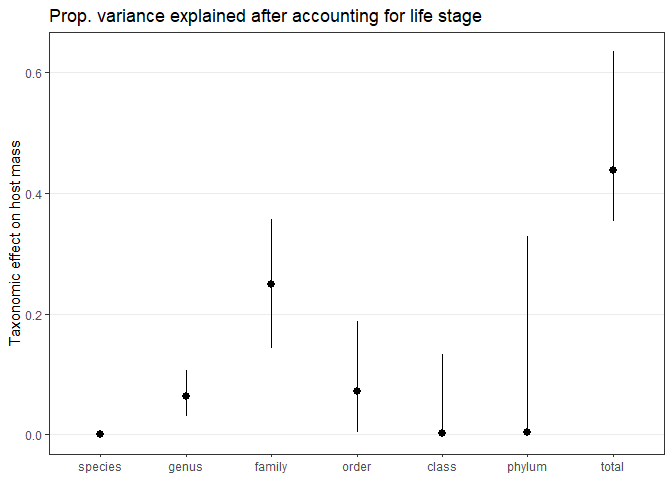 Prop. variance explained after accounting for life stage
Taxonomic effect on host mass
0.6
0.4
0.2
0.0
species genus family order class phylum total